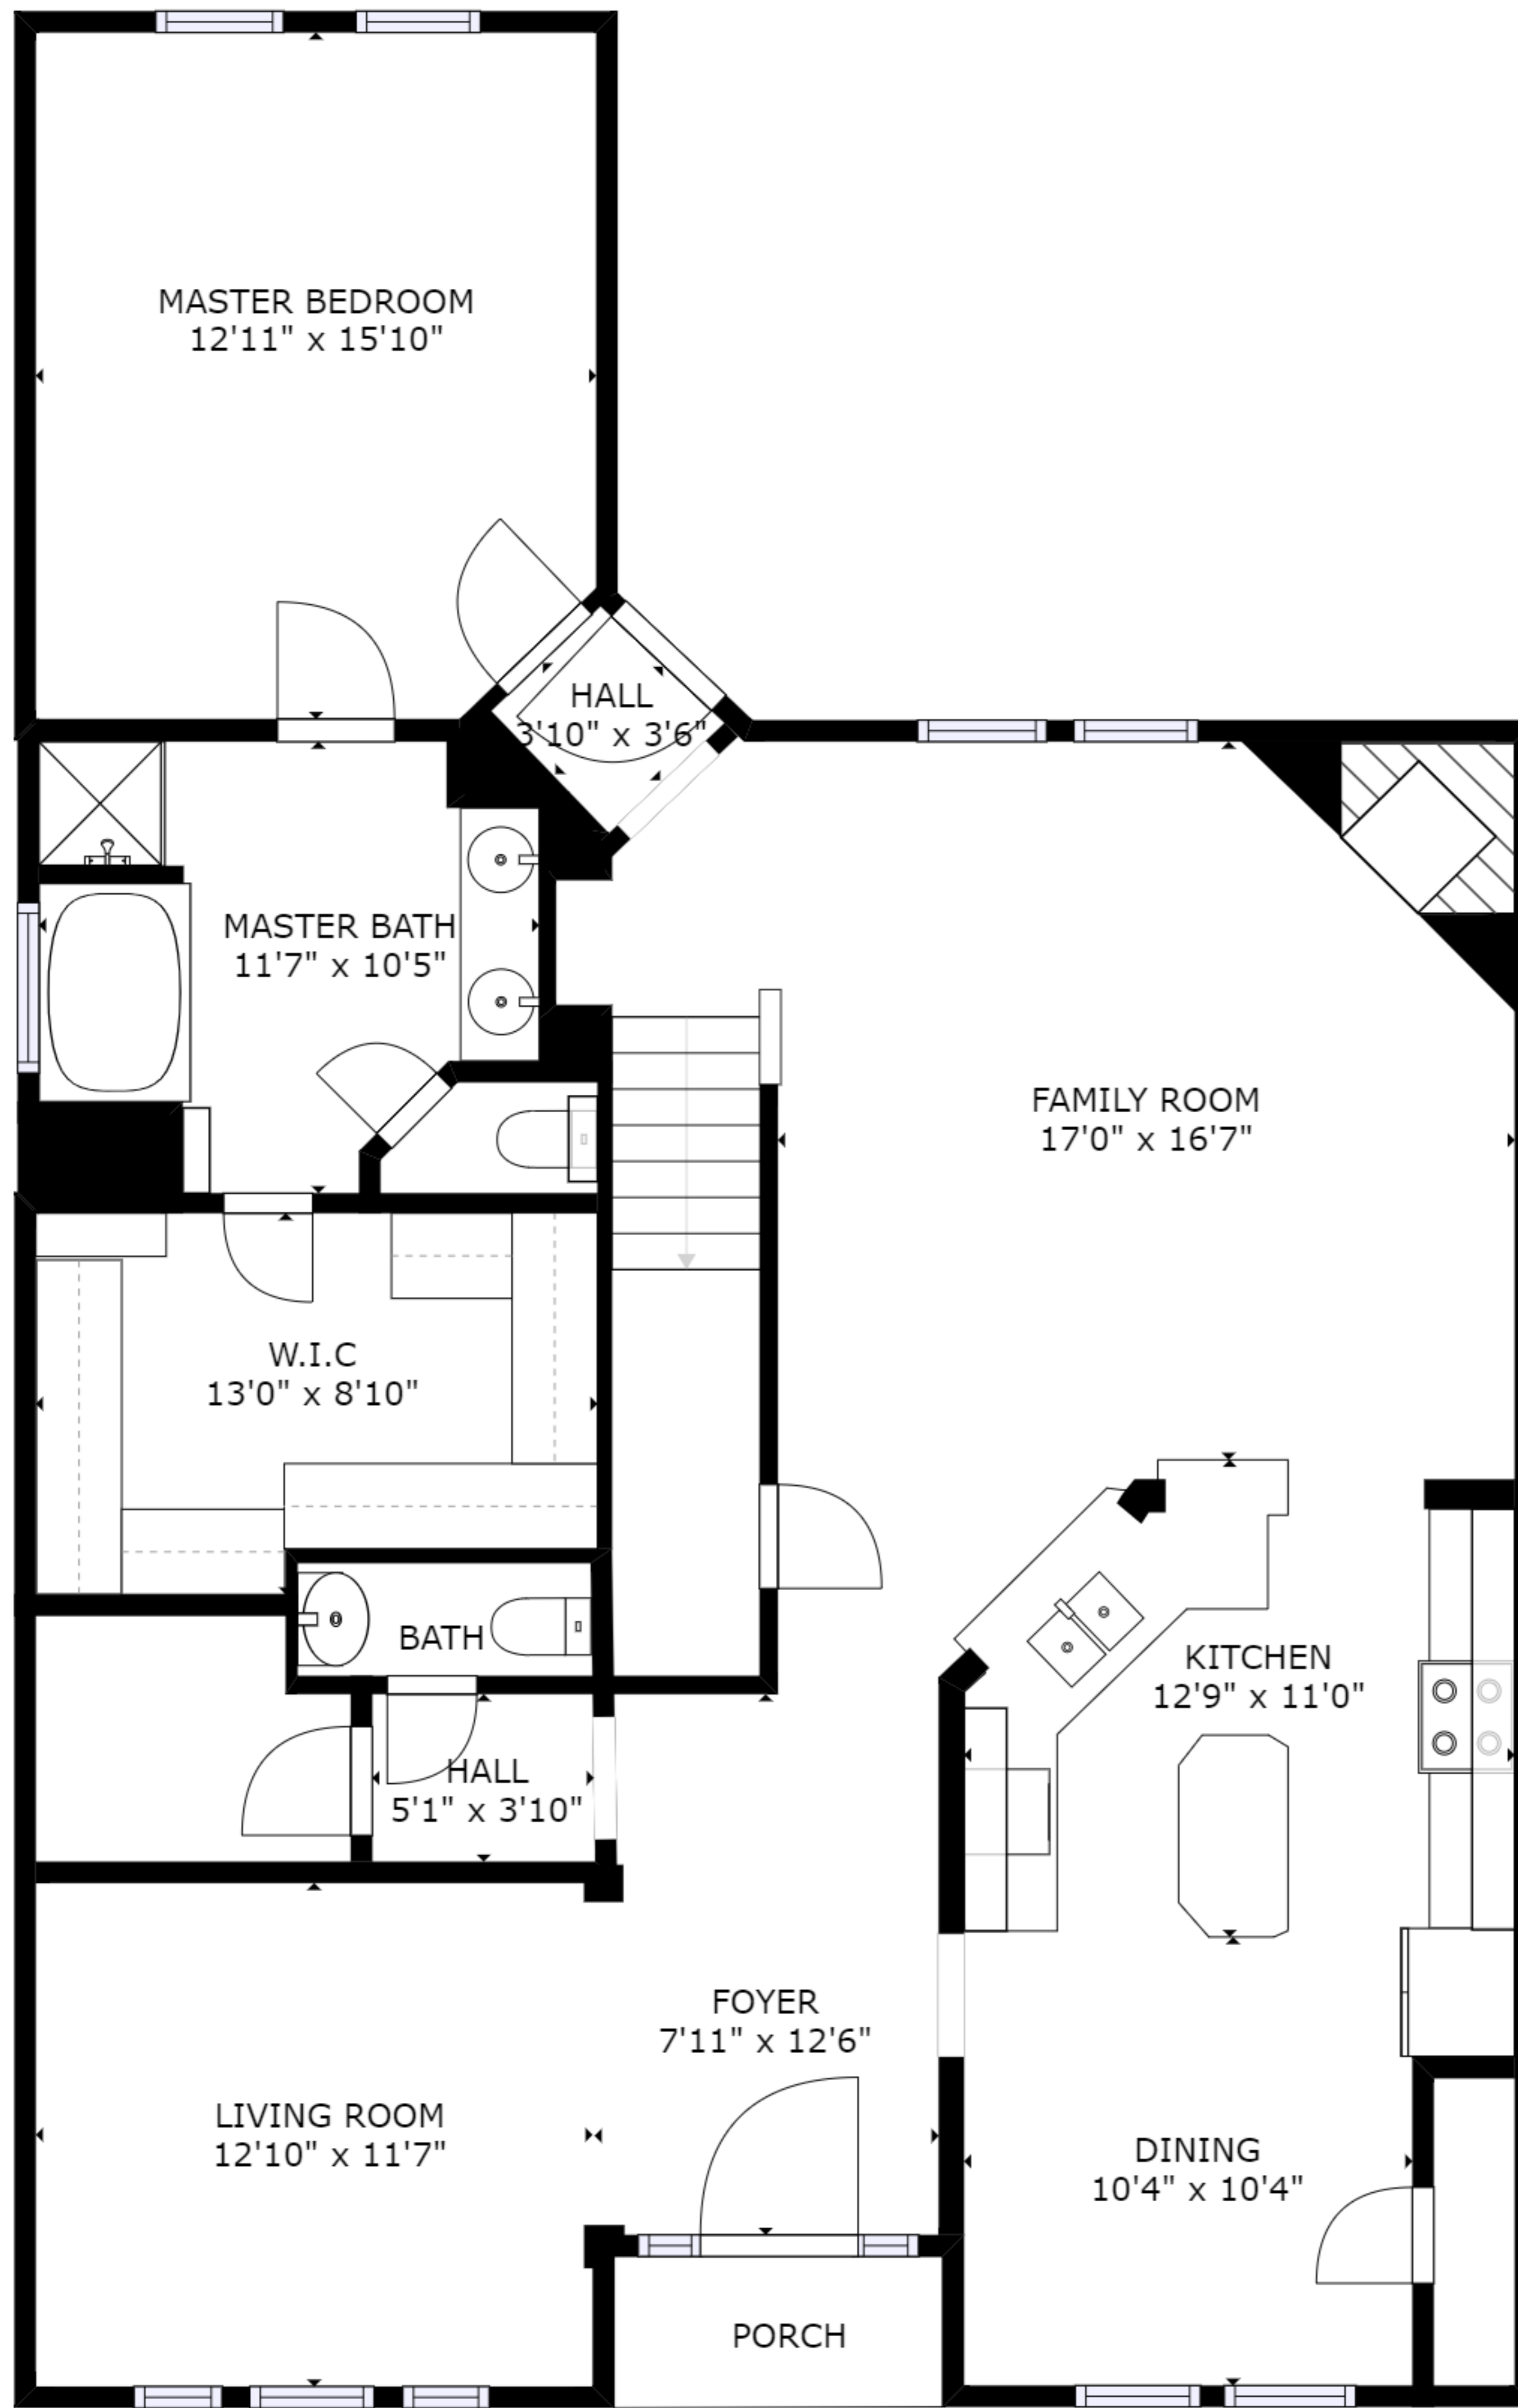 MASTER BEDROOM
12'11" x 15'10"
HALL
3'10" x 3'6"
MASTER BATH
11'7" x 10'5"
FAMILY ROOM
17'0" x 16'7"
W.I.C
13'0" x 8'10"
BATH
KITCHEN
12'9" x 11'0"
HALL
5'1" x 3'10"
FOYER
7'11" x 12'6"
LIVING ROOM
12'10" x 11'7"
DINING
10'4" x 10'4"
PORCH